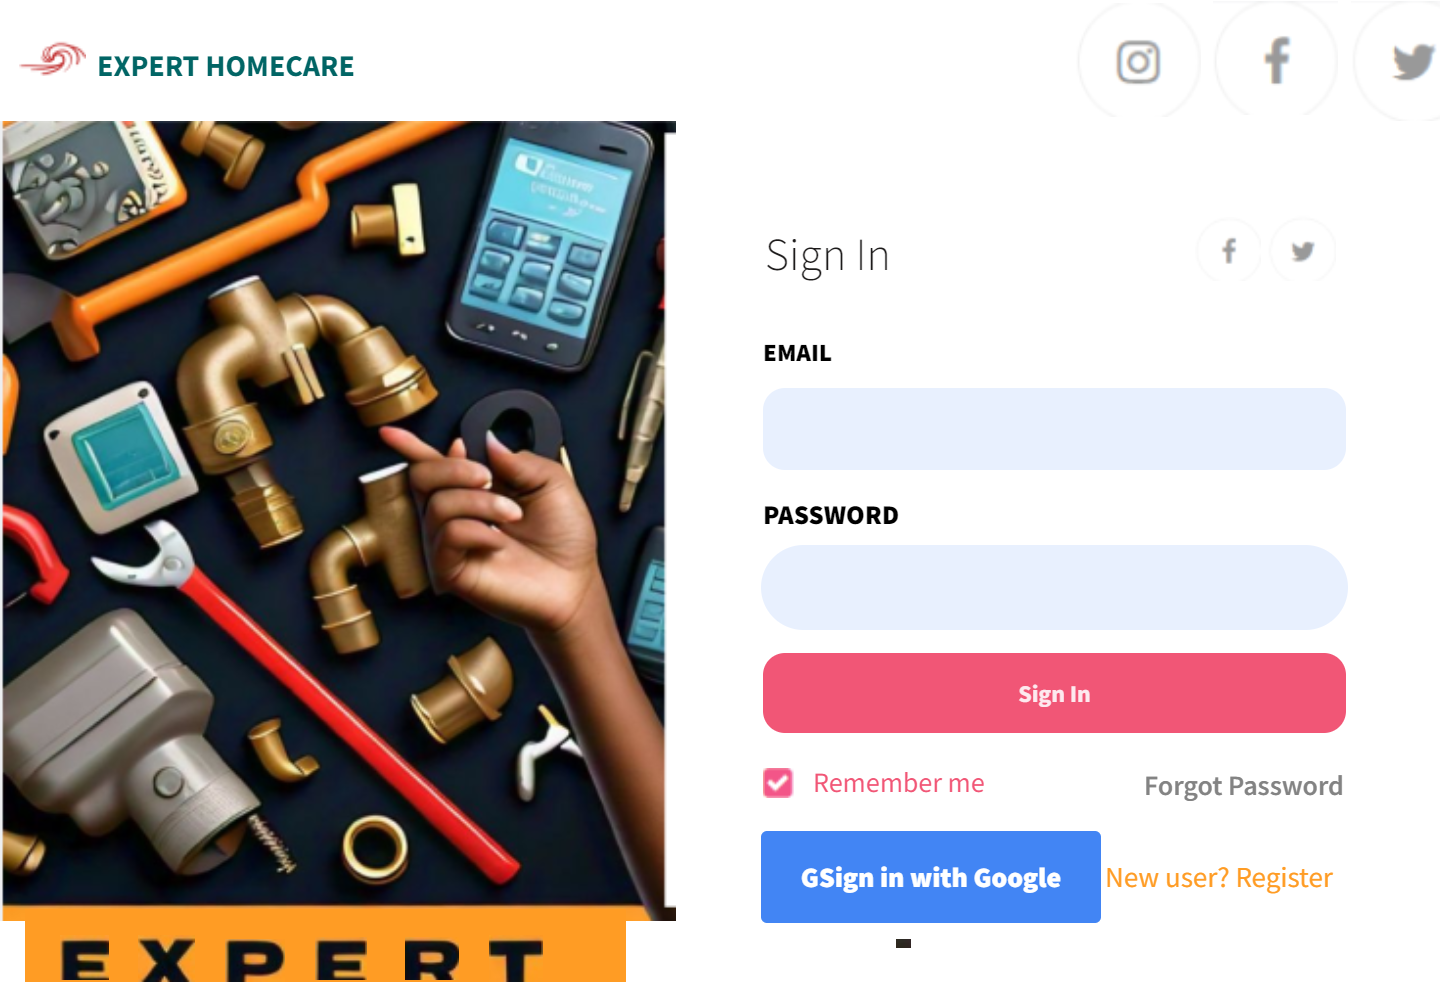 EXPERT HOMECARE
Sign In
EMAIL
PASSWORD
Sign In
Remember me
Forgot Password
GSign in with Google
New user? Register
EXPERT